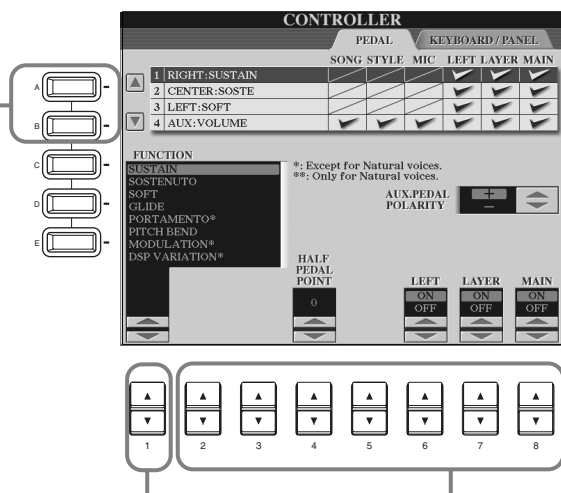 CONTROLLER
PEDAL KEYBOARD / PANEL
SONG STYLE MIC LEFT LAYER MAIN
1 RIGHT:SUSTAIN
2 CENTER:SOSTE
3 LEFT:SOFT
4 AUX:VOLUME
A
B
C
D
E
FUNCTION
SUSTAIN
SOSTENUTO
SOFT
GLIDE
PORTAMENTO*
PITCH BEND
MODULATION*
DSP VARIATION*
*: Except for Natural voices.
**: Only for Natural voices.
AUX.PEDAL
POLARITY
+
−
HALF
PEDAL
POINT
0
LEFT LAYER MAIN
ON ON ON
OFF OFF OFF
1 2 3 4 5 6 7 8